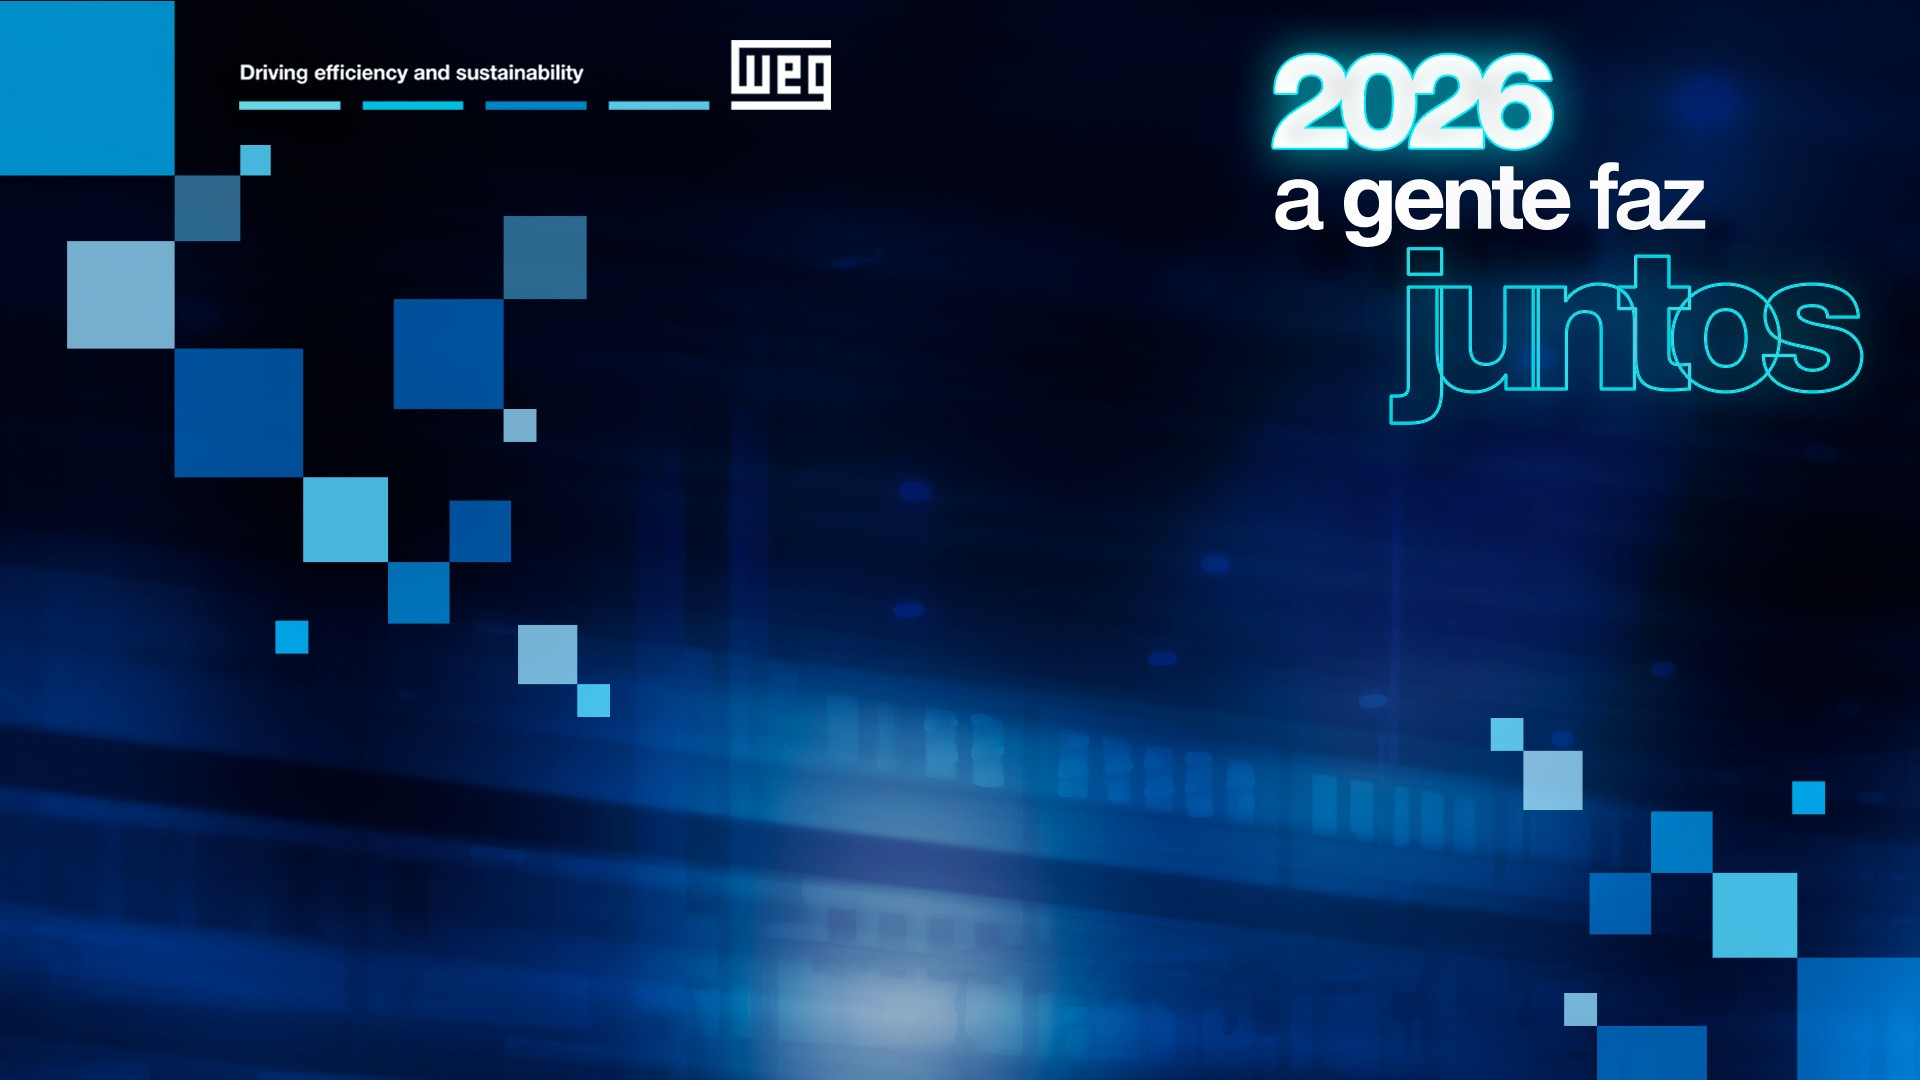 Driving efficiency and sustainability
weg
2026
a gente faz
juntos